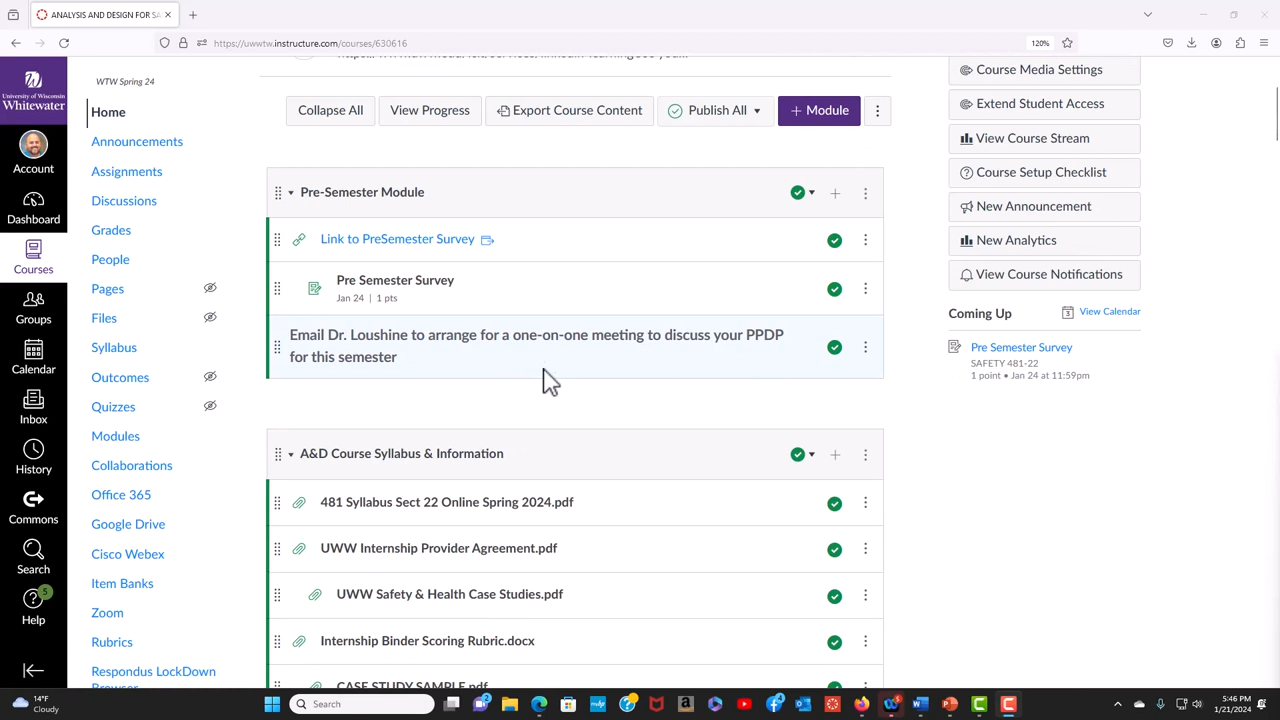 ANALYSIS AND DESIGN FOR SA
https://uwwtw.instructure.com/courses/630616
120%
University of Wisconsin
Whitewater
Account
Dashboard
Courses
Groups
Calendar
Inbox
History
Commons
Search
5
Help
WTW Spring 24
Home
Announcements
Assignments
Discussions
Grades
People
Pages
Files
Syllabus
Outcomes
Quizzes
Modules
Collaborations
Office 365
Google Drive
Cisco Webex
Item Banks
Zoom
Rubrics
Respondus LockDown
Collapse All
View Progress
Export Course Content
Publish All
+ Module
Pre-Semester Module
Link to PreSemester Survey
Pre Semester Survey
Jan 24 | 1 pts
Email Dr. Loushine to arrange for a one-on-one meeting to discuss your PPDP
for this semester
A&D Course Syllabus & Information
481 Syllabus Sect 22 Online Spring 2024.pdf
UWW Internship Provider Agreement.pdf
UWW Safety & Health Case Studies.pdf
Internship Binder Scoring Rubric.docx
CASE STUDY SAMPLE.pdf
Course Media Settings
Extend Student Access
View Course Stream
Course Setup Checklist
New Announcement
New Analytics
View Course Notifications
Coming Up
View Calendar
Pre Semester Survey
SAFETY 481-22
1 point • Jan 24 at 11:59pm
14°F
Cloudy
Search
5:46 PM
1/21/2024